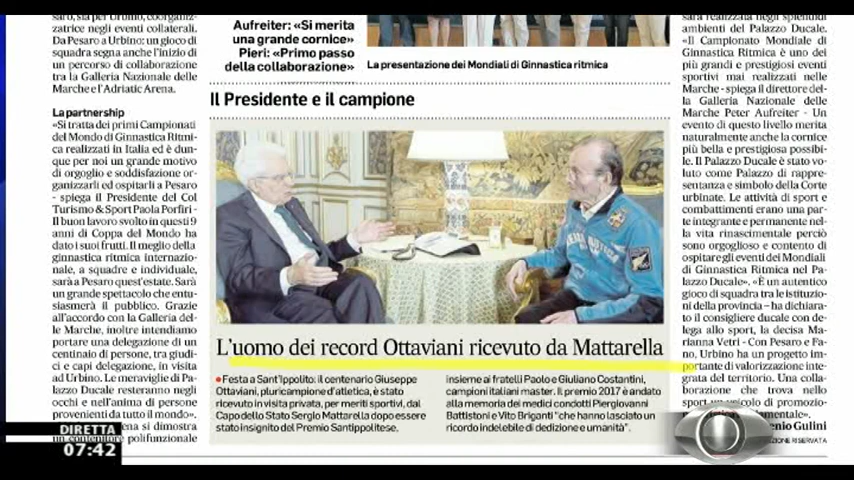 saro, sia per Urbino, coorganiz-
zatrice negli eventi collaterali.
Da Pesaro a Urbino: un gioco di
squadra segna anche l'inizio di
un percorso di collaborazione
tra la Galleria Nazionale delle
Marche e l'Adriatic Arena.
La partnership
«Si tratta dei primi Campionati
del Mondo di Ginnastica Ritmi-
ca realizzati in Italia ed è dun-
que per noi un grande motivo
di orgoglio e soddisfazione or-
ganizzarli ed ospitarli a Pesaro -
spiega il Presidente del Col
Turismo & Sport Paola Porfiri -
Il buon lavoro svolto in questi 9
anni di Coppa del Mondo ha
dato i suoi frutti. Il meglio della
ginnastica ritmica internazio-
nale, a squadre e individuale,
sarà a Pesaro quest'estate. Sarà
un grande spettacolo che entu-
siasmerà il pubblico. Grazie
all'accordo con la Galleria del-
le Marche, inoltre intendiamo
portare una delegazione di un
centinaio di persone, tra giudi-
ci e capi delegazione, in visita
ad Urbino. Le meraviglie di Pa-
lazzo Ducale resteranno negli
occhi e nell'anima di persone
provenienti da tutto il mondo».
ena si dimostra
un contenitore polifunzionale
Aufreiter: «Si merita
una grande cornice»
Pieri: «Primo passo
della collaborazione»
La presentazione dei Mondiali di Ginnastica ritmica
Il Presidente e il campione
L'uomo dei record Ottaviani ricevuto da Mattarella
● Festa a Sant'Ippolito: il centenario Giuseppe
Ottaviani, pluricampione d'atletica, è stato
ricevuto in visita privata, per meriti sportivi, dal
Capo dello Stato Sergio Mattarella dopo essere
stato insignito del Premio Santippolitese,
insieme ai fratelli Paolo e Giuliano Costantini,
campioni italiani master. Il premio 2017 è andato
alla memoria dei medici condotti Piergiovanni
Battistoni e Vito Briganti "che hanno lasciato un
ricordo indelebile di dedizione e umanità".
sarà realizzata negli splendidi
ambienti del Palazzo Ducale.
«Il Campionato Mondiale di
Ginnastica Ritmica è uno dei
più grandi e prestigiosi eventi
sportivi mai realizzati nelle
Marche - spiega il direttore del-
la Galleria Nazionale delle
Marche Peter Aufreiter - Un
evento di questo livello merita
naturalmente anche la cornice
più bella e prestigiosa possibi-
le. Il Palazzo Ducale è stato vo-
luto come Palazzo di rappre-
sentanza e simbolo della Corte
urbinate. Le attività di sport e
combattimenti erano una par-
te integrante e permanente nel-
la vita rinascimentale perciò
sono orgoglioso e contento di
ospitare gli eventi dei Mondiali
di Ginnastica Ritmica nel Pa-
lazzo Ducale». «È un autentico
gioco di squadra tra le istituzio-
ni della provincia – ha dichiara-
to il consigliere ducale con de-
lega allo sport, la decisa Ma-
rianna Vetri - Con Pesaro e Fa-
no, Urbino ha un progetto im-
portante di valorizzazione inte-
grata del territorio. Una colla-
borazione che trova nello
sport un veicolo di promozio-
mentale».
enio Gulini
RIPRODUZIONE RISERVATA
DIRETTA
07:42